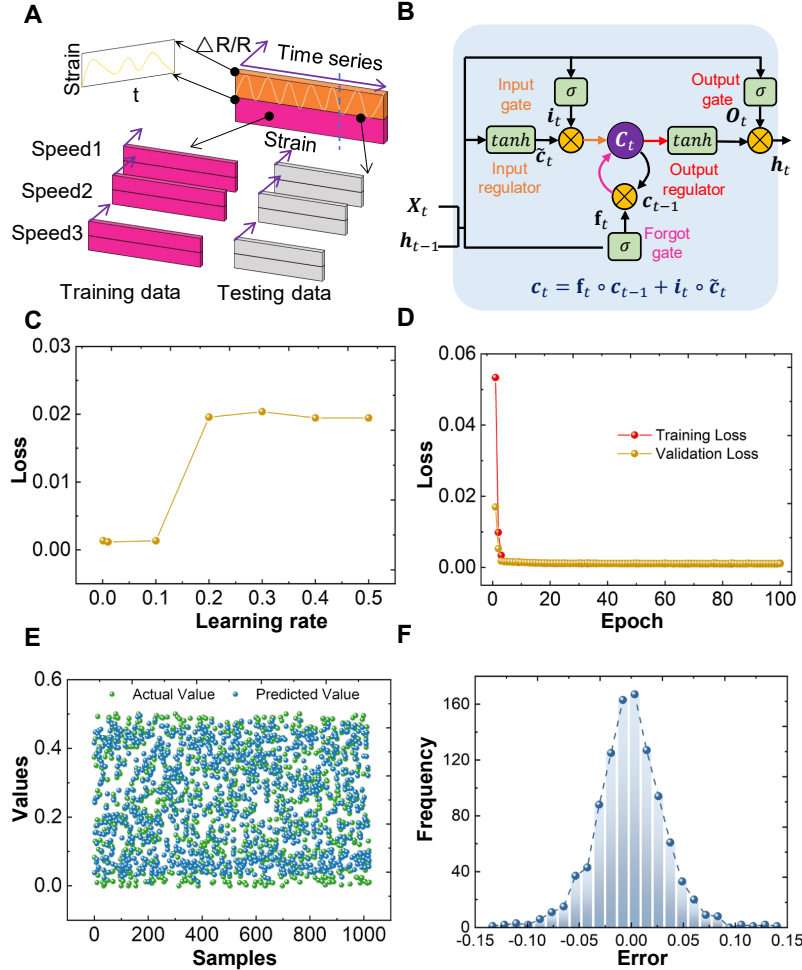 A
△R/R
Time series
Strain
t
Strain
Speed1
Speed2
Speed3
Training data
Testing data
B
Input gate
σ
i_t
Output gate
σ
O_t
tanh
c̃_t
C_t
tanh
h_t
Input regulator
Output regulator
c_{t−1}
X_t
h_{t−1}
f_t
σ
Forgot gate
c_t = f_t ∘ c_{t−1} + i_t ∘ c̃_t
C
0.03
0.02
0.01
0.00
Loss
0.0 0.1 0.2 0.3 0.4 0.5
Learning rate
D
0.06
0.04
0.02
0.00
Loss
Training Loss
Validation Loss
0 20 40 60 80 100
Epoch
E
0.6
0.4
0.2
0.0
Values
Actual Value
Predicted Value
0 200 400 600 800 1000
Samples
F
160
120
80
40
0
Frequency
-0.15 -0.10 -0.05 0.00 0.05 0.10 0.15
Error